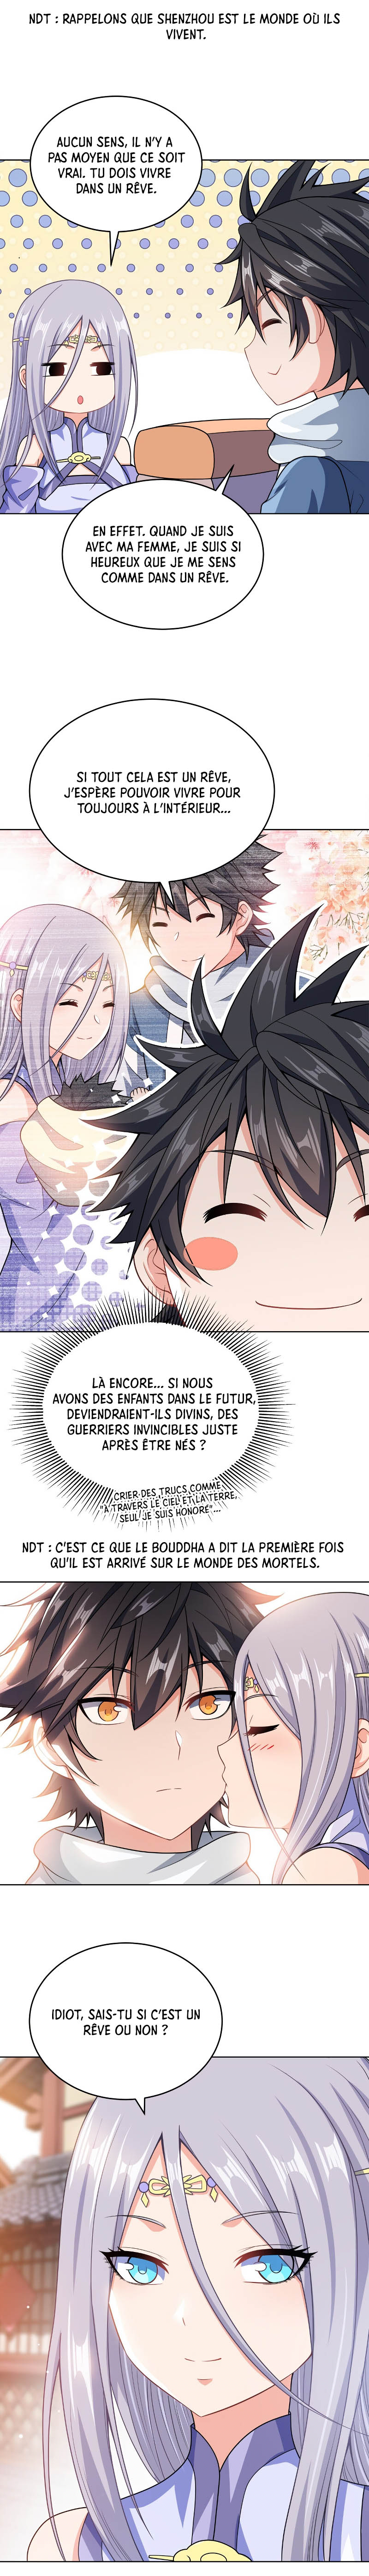 NDT : RAPPELONS QUE SHENZHOU EST LE MONDE OÙ ILS
VIVENT.
AUCUN SENS, IL N'Y A
PAS MOYEN QUE CE SOIT
VRAI. TU DOIS VIVRE
DANS UN RÊVE.
EN EFFET. QUAND JE SUIS
AVEC MA FEMME, JE SUIS SI
HEUREUX QUE JE ME SENS
COMME DANS UN RÊVE.
SI TOUT CELA EST UN RÊVE,
J'ESPÈRE POUVOIR VIVRE POUR
TOUJOURS À L'INTÉRIEUR...
LÀ ENCORE... SI NOUS
AVONS DES ENFANTS DANS LE FUTUR,
DEVIENDRAIENT-ILS DIVINS, DES
GUERRIERS INVINCIBLES JUSTE
APRÈS ÊTRE NÉS ?
CRIER DES TRUCS COMME
"À TRAVERS LE CIEL ET LA TERRE,
SEUL JE SUIS HONORÉ"...
NDT : C'EST CE QUE LE BOUDDHA A DIT LA PREMIÈRE FOIS
QU'IL EST ARRIVÉ SUR LE MONDE DES MORTELS.
IDIOT, SAIS-TU SI C'EST UN
RÊVE OU NON ?